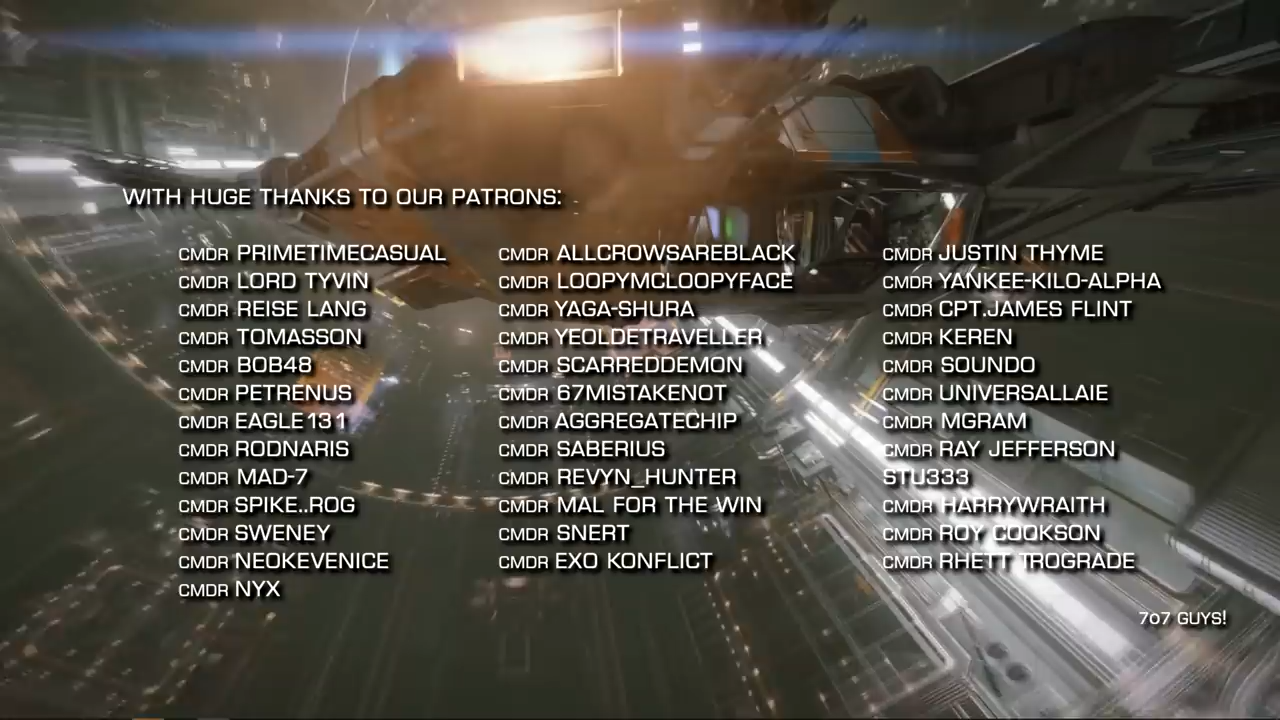 WITH HUGE THANKS TO OUR PATRONS:
CMDR PRIMETIMECASUAL
CMDR LORD TYVIN
CMDR REISE LANG
CMDR TOMASSON
CMDR BOB48
CMDR PETRENUS
CMDR EAGLE131
CMDR RODNARIS
CMDR MAD-7
CMDR SPIKE..ROG
CMDR SWENEY
CMDR NEOKEVENICE
CMDR NYX
CMDR ALLCROWSAREBLACK
CMDR LOOPYMCLOOPYFACE
CMDR YAGA-SHURA
CMDR YEOLDETRAVELLER
CMDR SCARREDDEMON
CMDR 67MISTAKENOT
CMDR AGGREGATECHIP
CMDR SABERIUS
CMDR REVYN_HUNTER
CMDR MAL FOR THE WIN
CMDR SNERT
CMDR EXO KONFLICT
CMDR JUSTIN THYME
CMDR YANKEE-KILO-ALPHA
CMDR CPT.JAMES FLINT
CMDR KEREN
CMDR SOUNDO
CMDR UNIVERSALLAIE
CMDR MGRAM
CMDR RAY JEFFERSON
STU333
CMDR HARRYWRAITH
CMDR ROY COOKSON
CMDR RHETT TROGRADE
7o7 GUYS!